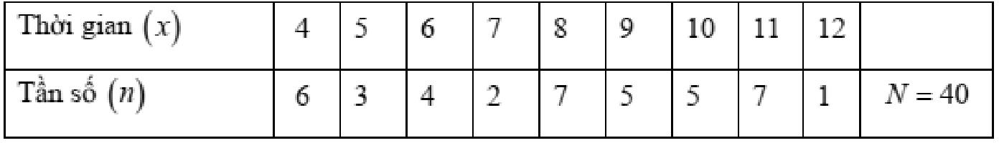 Thời gian (x) 4 5 6 7 8 9 10 11 12
Tần số (n) 6 3 4 2 7 5 5 7 1 N = 40